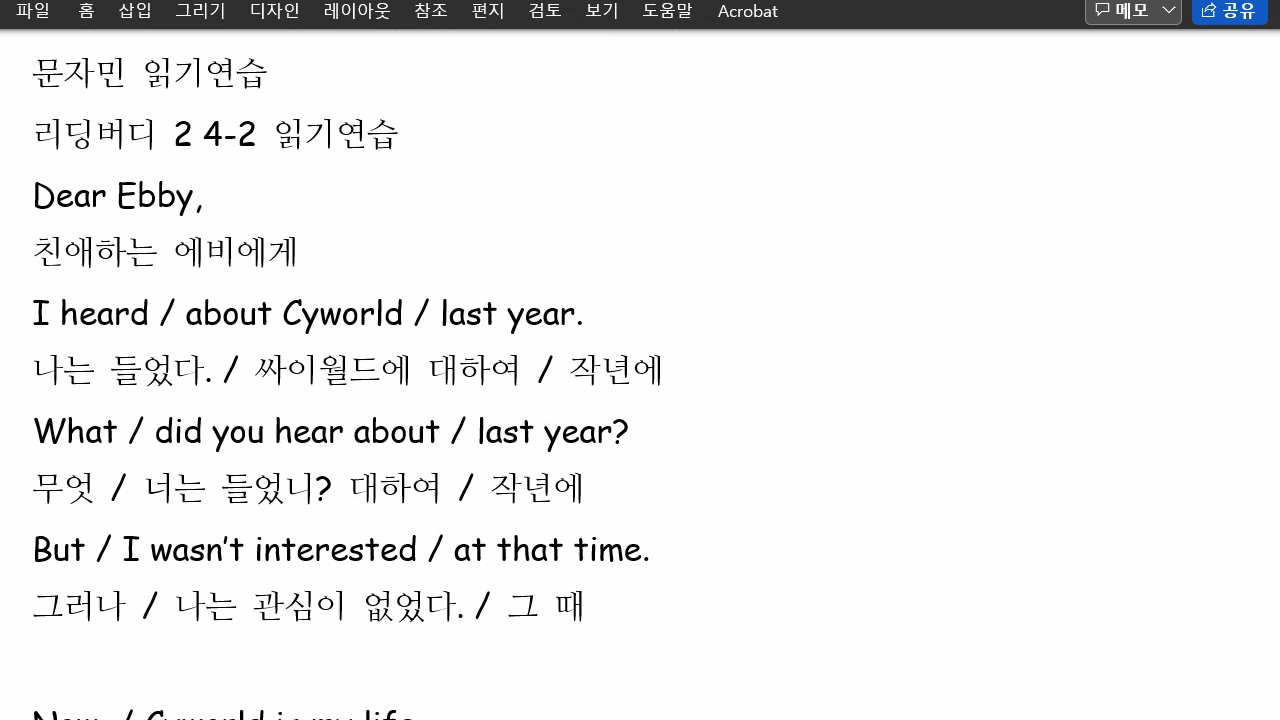 파일 홈 삽입 그리기 디자인 레이아웃 참조 편지 검토 보기 도움말 Acrobat 메모 공유
문자민 읽기연습
리딩버디 2 4-2 읽기연습
Dear Ebby,
친애하는 에비에게
I heard / about Cyworld / last year.
나는 들었다. / 싸이월드에 대하여 / 작년에
What / did you hear about / last year?
무엇 / 너는 들었니? 대하여 / 작년에
But / I wasn’t interested / at that time.
그러나 / 나는 관심이 없었다. / 그 때
Now / Cyworld is my life